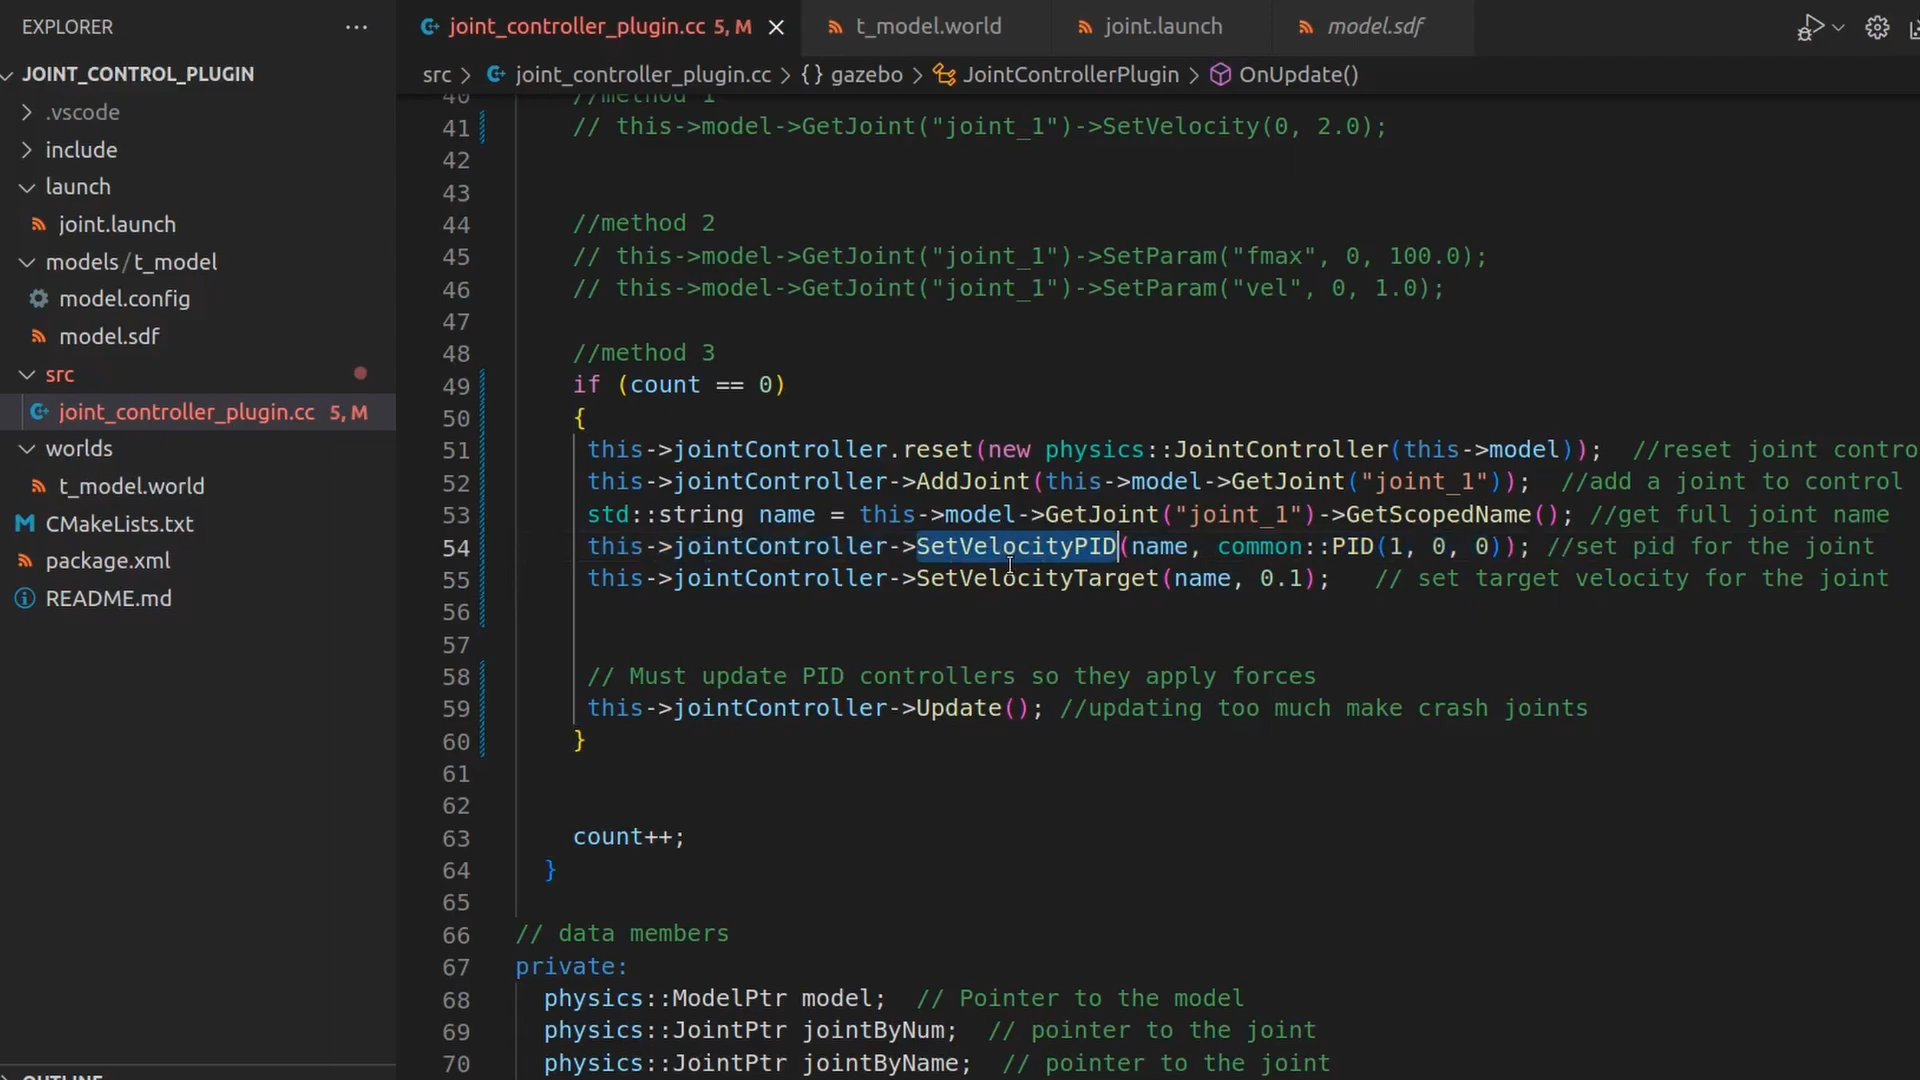 EXPLORER
JOINT_CONTROL_PLUGIN
.vscode
include
launch
joint.launch
models/t_model
model.config
model.sdf
src
joint_controller_plugin.cc 5, M
worlds
t_model.world
CMakeLists.txt
package.xml
README.md
joint_controller_plugin.cc 5, M
t_model.world
joint.launch
model.sdf
src > joint_controller_plugin.cc > {} gazebo > JointControllerPlugin > OnUpdate()
40 //method 1
41 // this->model->GetJoint("joint_1")->SetVelocity(0, 2.0);
42
43
44 //method 2
45 // this->model->GetJoint("joint_1")->SetParam("fmax", 0, 100.0);
46 // this->model->GetJoint("joint_1")->SetParam("vel", 0, 1.0);
47
48 //method 3
49 if (count == 0)
50 {
51 this->jointController.reset(new physics::JointController(this->model)); //reset joint contro
52 this->jointController->AddJoint(this->model->GetJoint("joint_1")); //add a joint to control
53 std::string name = this->model->GetJoint("joint_1")->GetScopedName(); //get full joint name
54 this->jointController->SetVelocityPID(name, common::PID(1, 0, 0)); //set pid for the joint
55 this->jointController->SetVelocityTarget(name, 0.1); // set target velocity for the joint
56
57
58 // Must update PID controllers so they apply forces
59 this->jointController->Update(); //updating too much make crash joints
60 }
61
62
63 count++;
64 }
65
66 // data members
67 private:
68 physics::ModelPtr model; // Pointer to the model
69 physics::JointPtr jointByNum; // pointer to the joint
70 physics::JointPtr jointByName; // pointer to the joint